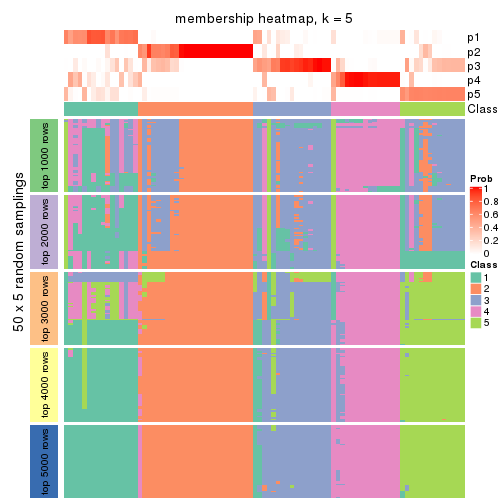 membership heatmap, k = 5
p1
p2
p3
p4
p5
Class
50 x 5 random samplings
top 1000 rows
top 2000 rows
top 3000 rows
top 4000 rows
top 5000 rows
Prob
1
0.8
0.6
0.4
0.2
0
Class
1
2
3
4
5